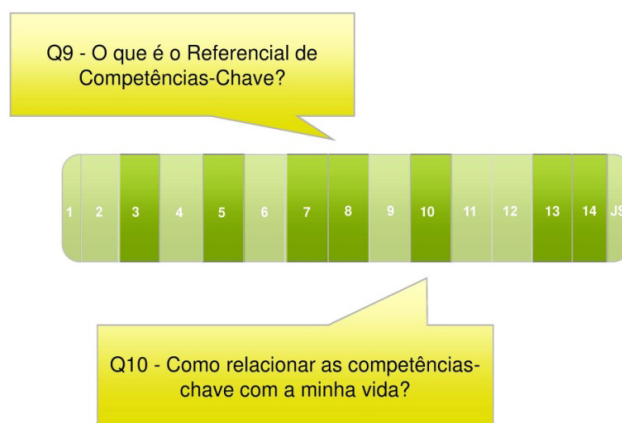 Q9 - O que é o Referencial de
Competências-Chave?
1 2 3 4 5 6 7 8 9 10 11 12 13 14 JS
Q10 - Como relacionar as competências-
chave com a minha vida?